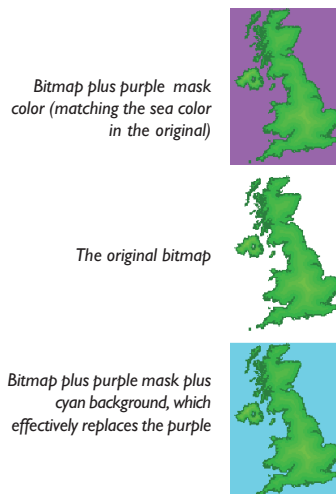 Bitmap plus purple mask
color (matching the sea color
in the original)
The original bitmap
Bitmap plus purple mask plus
cyan background, which
effectively replaces the purple